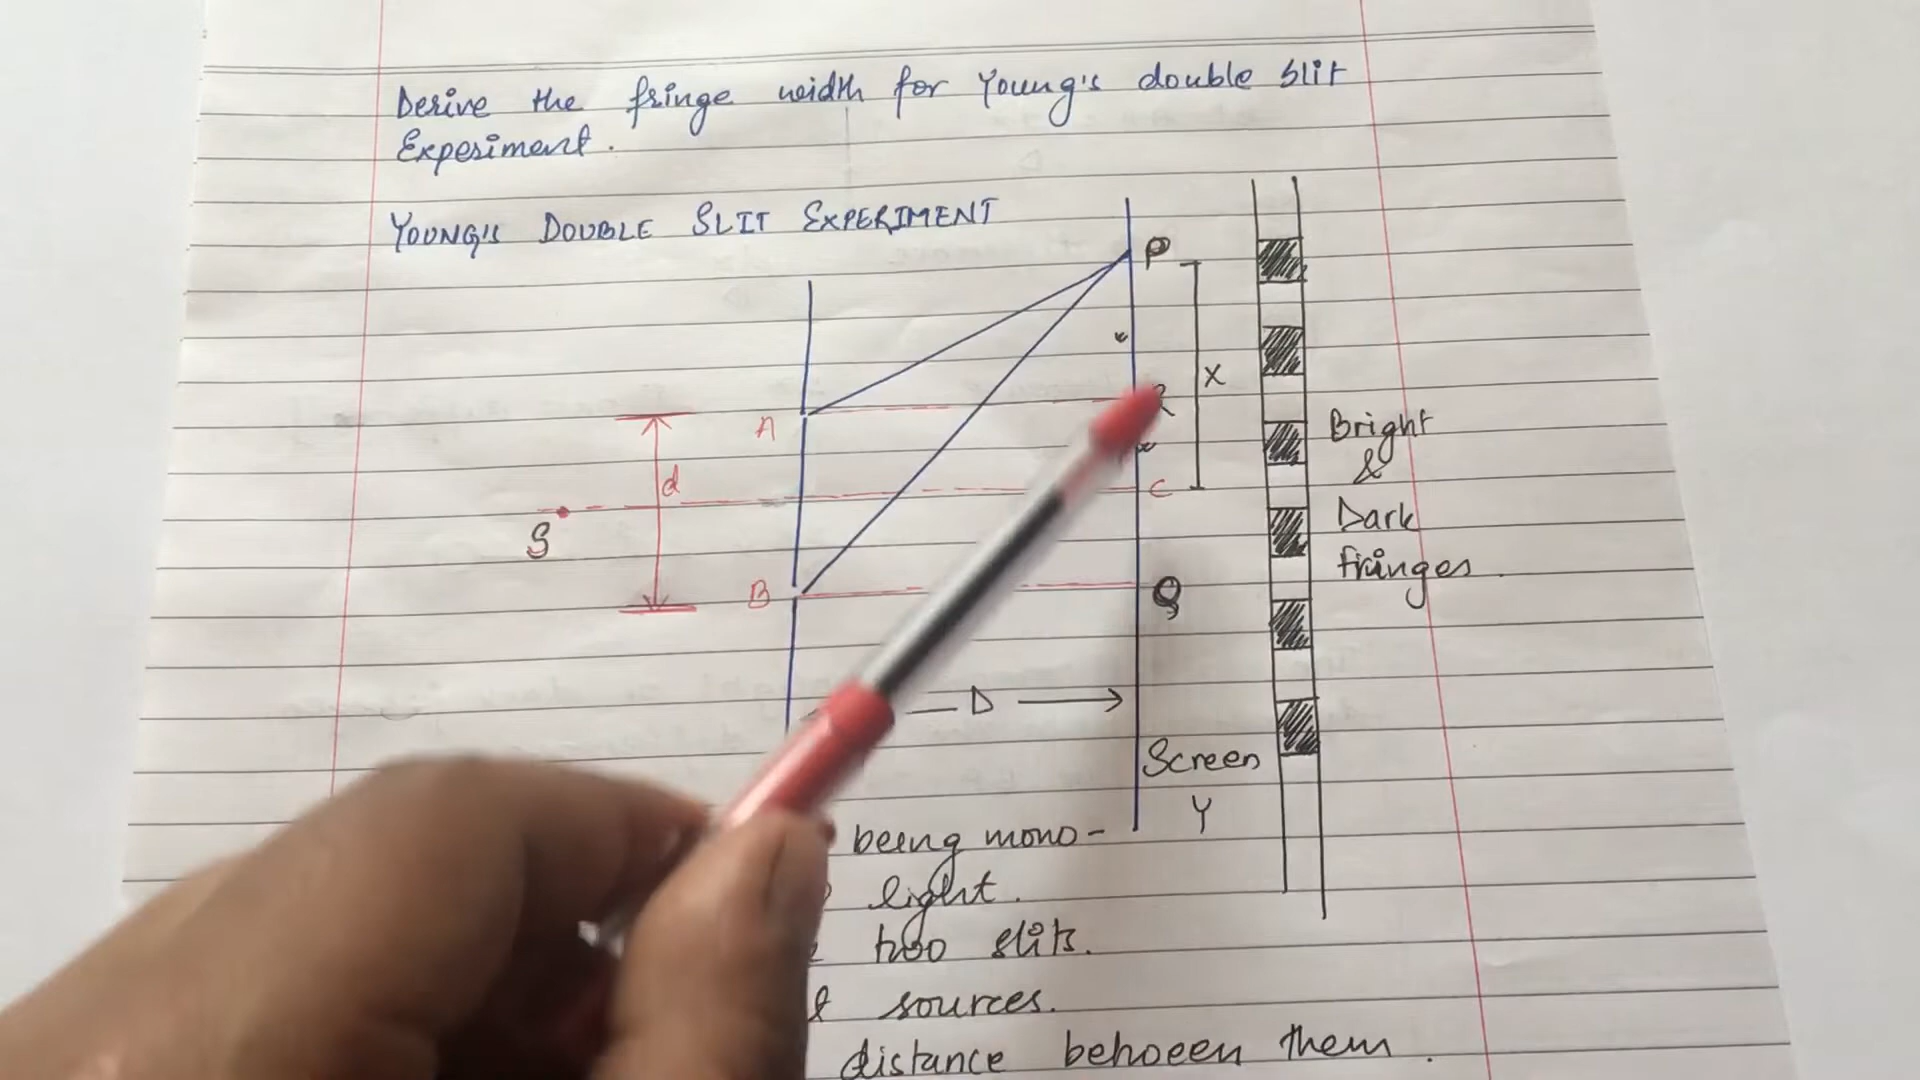 Derive the fringe width for Young's double slit
Experiment.
YOUNG'S DOUBLE SLIT EXPERIMENT
P
X
A
R
d
C
S
B
Q
Bright
&
Dark
fringes.
D
Screen
Y
being mono-
light.
two slits.
sources.
distance between them.